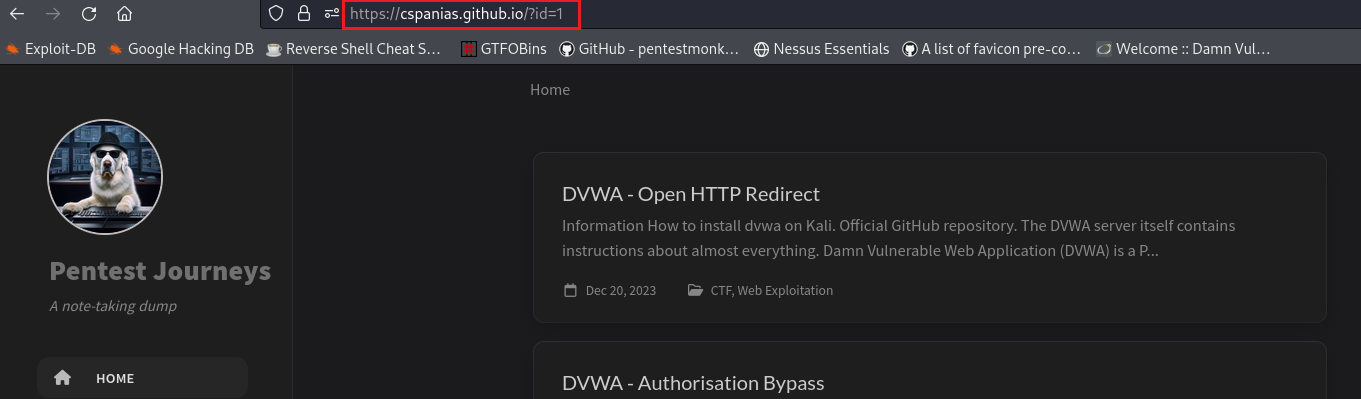 https://cspanias.github.io/?id=1
Exploit-DB Google Hacking DB Reverse Shell Cheat S… GTFOBins GitHub - pentestmonk… Nessus Essentials A list of favicon pre-co… Welcome :: Damn Vul…
Home
DVWA - Open HTTP Redirect
Information How to install dvwa on Kali. Official GitHub repository. The DVWA server itself contains
instructions about almost everything. Damn Vulnerable Web Application (DVWA) is a P...
Dec 20, 2023 CTF, Web Exploitation
Pentest Journeys
A note-taking dump
HOME
DVWA - Authorisation Bypass